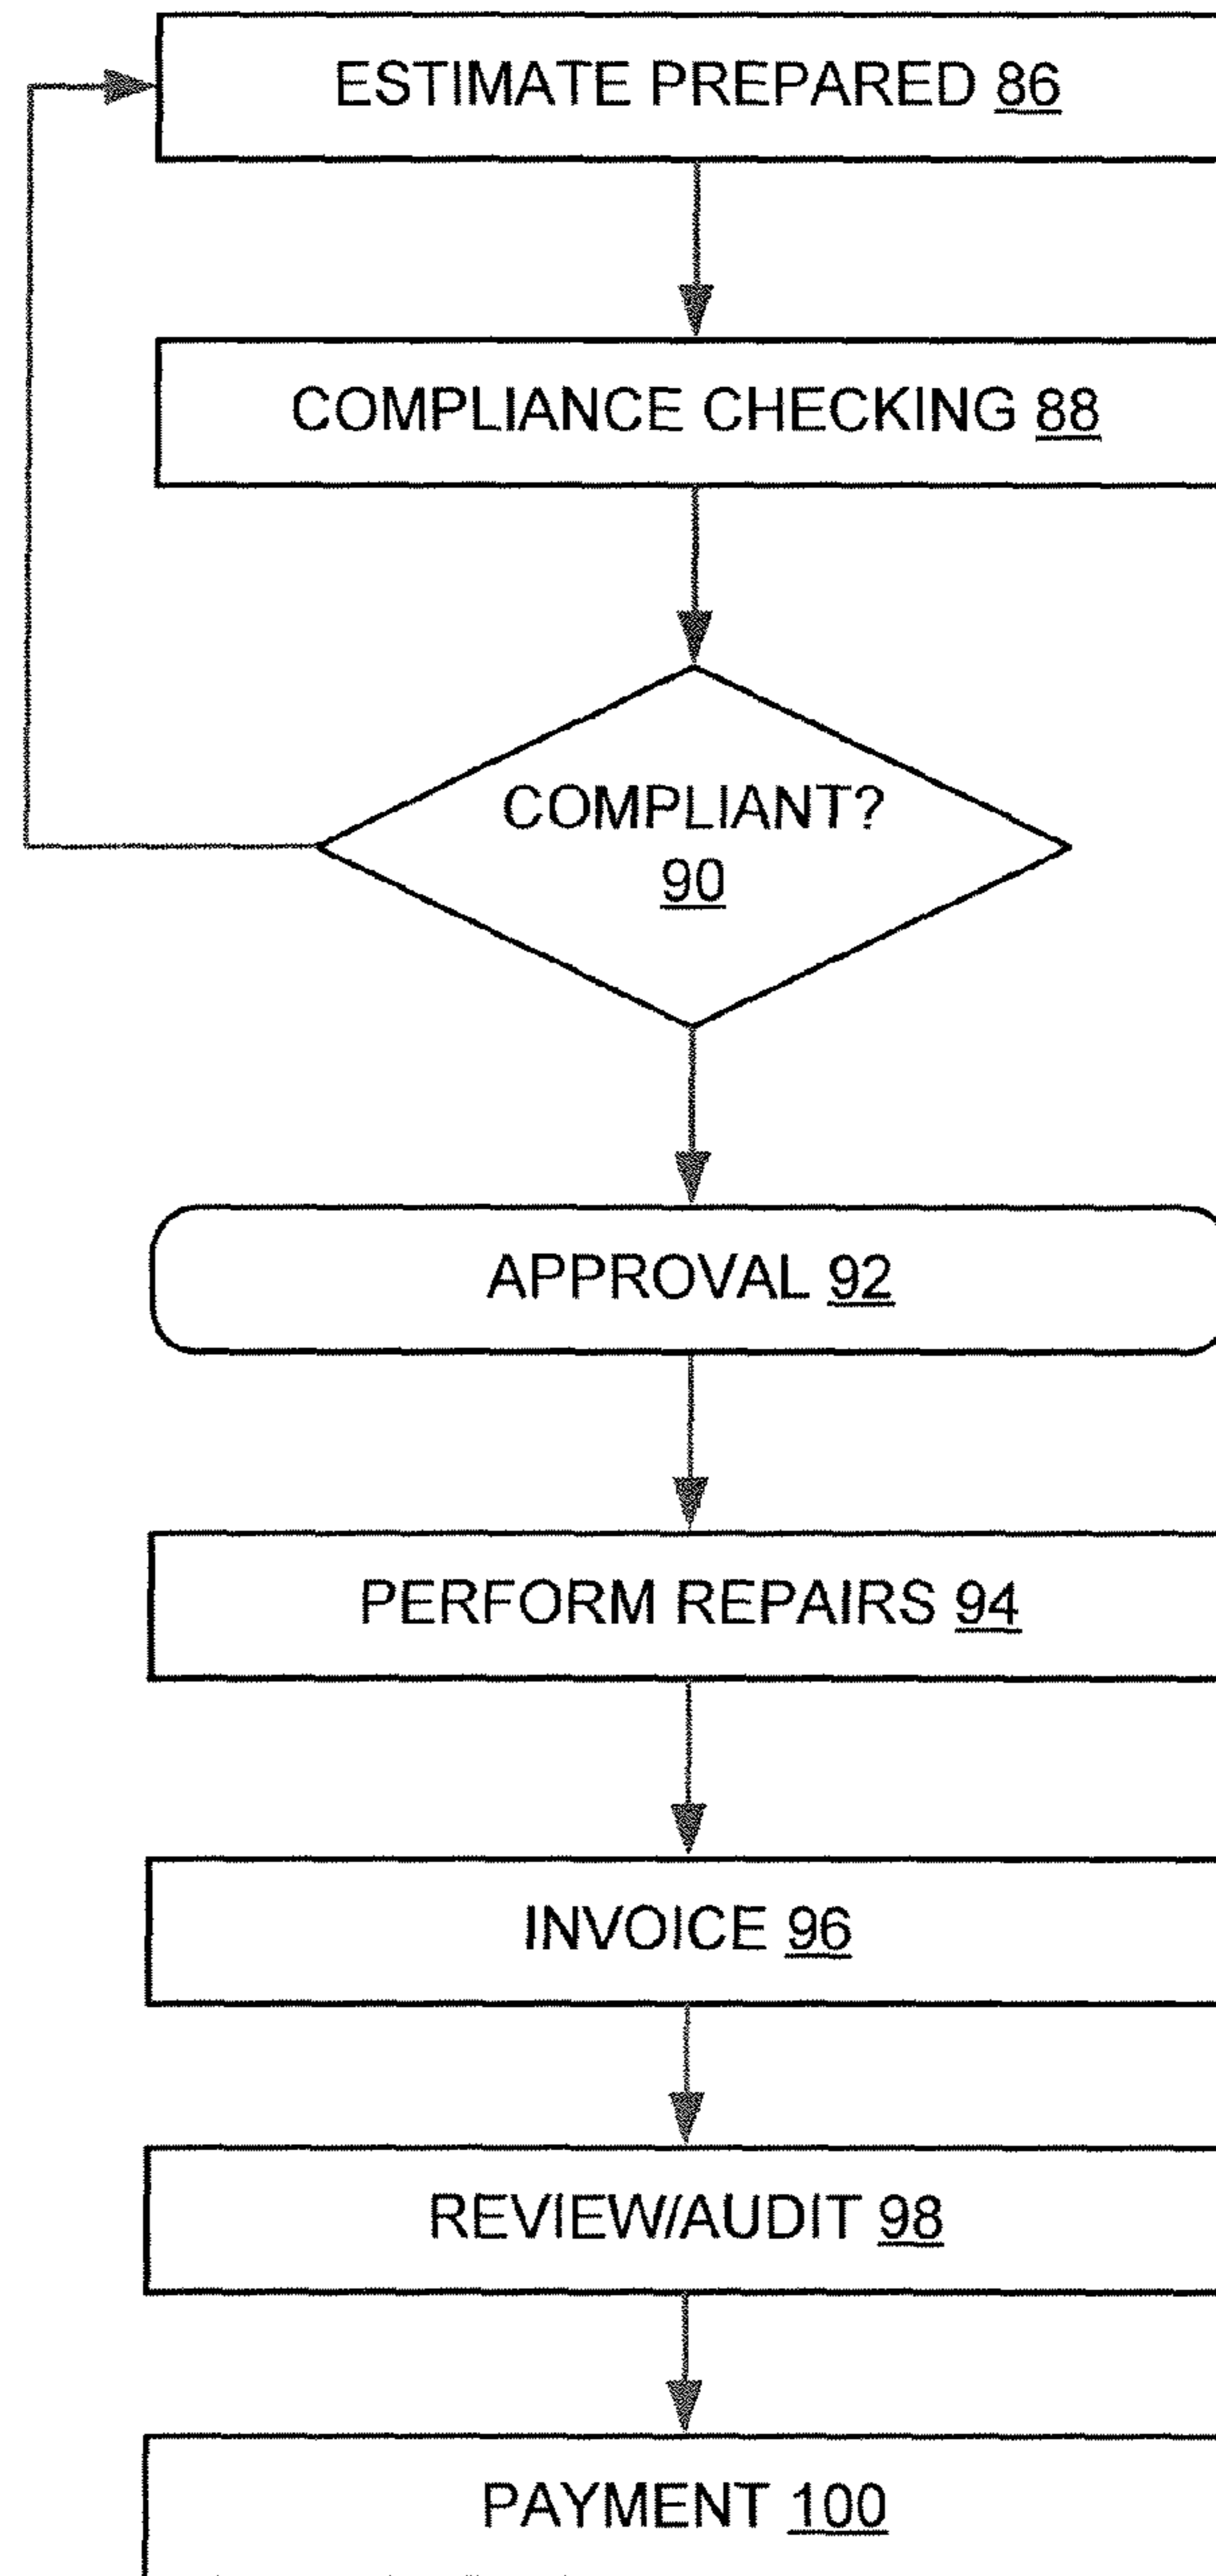 ESTIMATE PREPARED 86
COMPLIANCE CHECKING 88
COMPLIANT?
90
APPROVAL 92
PERFORM REPAIRS 94
INVOICE 96
REVIEW/AUDIT 98
PAYMENT 100